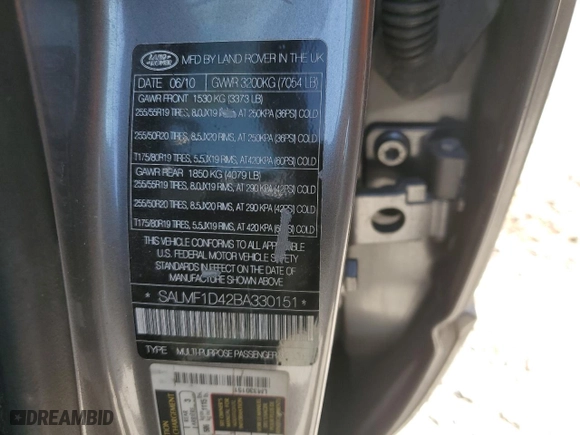 LAND ROVER
MFD BY LAND ROVER IN THE UK
DATE 06/10 GVWR 3200KG (7054 LB)
GAWR FRONT 1530 KG (3373 LB)
255/55R19 TIRES, 8.0JX19 RIMS, AT 250KPA (36PSI) COLD
255/50R20 TIRES, 8.5JX20 RIMS, AT 250KPA (36PSI) COLD
T175/80R19 TIRES, 5.5JX19 RIMS, AT420KPA (60PSI) COLD
GAWR REAR 1850 KG (4079 LB)
255/55R19 TIRES, 8.0JX19 RIMS, AT 290 KPA (42PSI) COLD
255/50R20 TIRES, 8.5JX20 RIMS, AT 290 KPA (42PSI) COLD
T175/80R19 TIRES, 5.5JX19 RIMS, AT 420 KPA (60PSI) COLD
THIS VEHICLE CONFORMS TO ALL APPLICABLE
U.S. FEDERAL MOTOR VEHICLE SAFETY
STANDARDS IN EFFECT ON THE DATE OF
MANUFACTURE SHOWN ABOVE
* SALMF1D42BA330151 *
TYPE MULTI-PURPOSE PASSENGER
DREAMBID